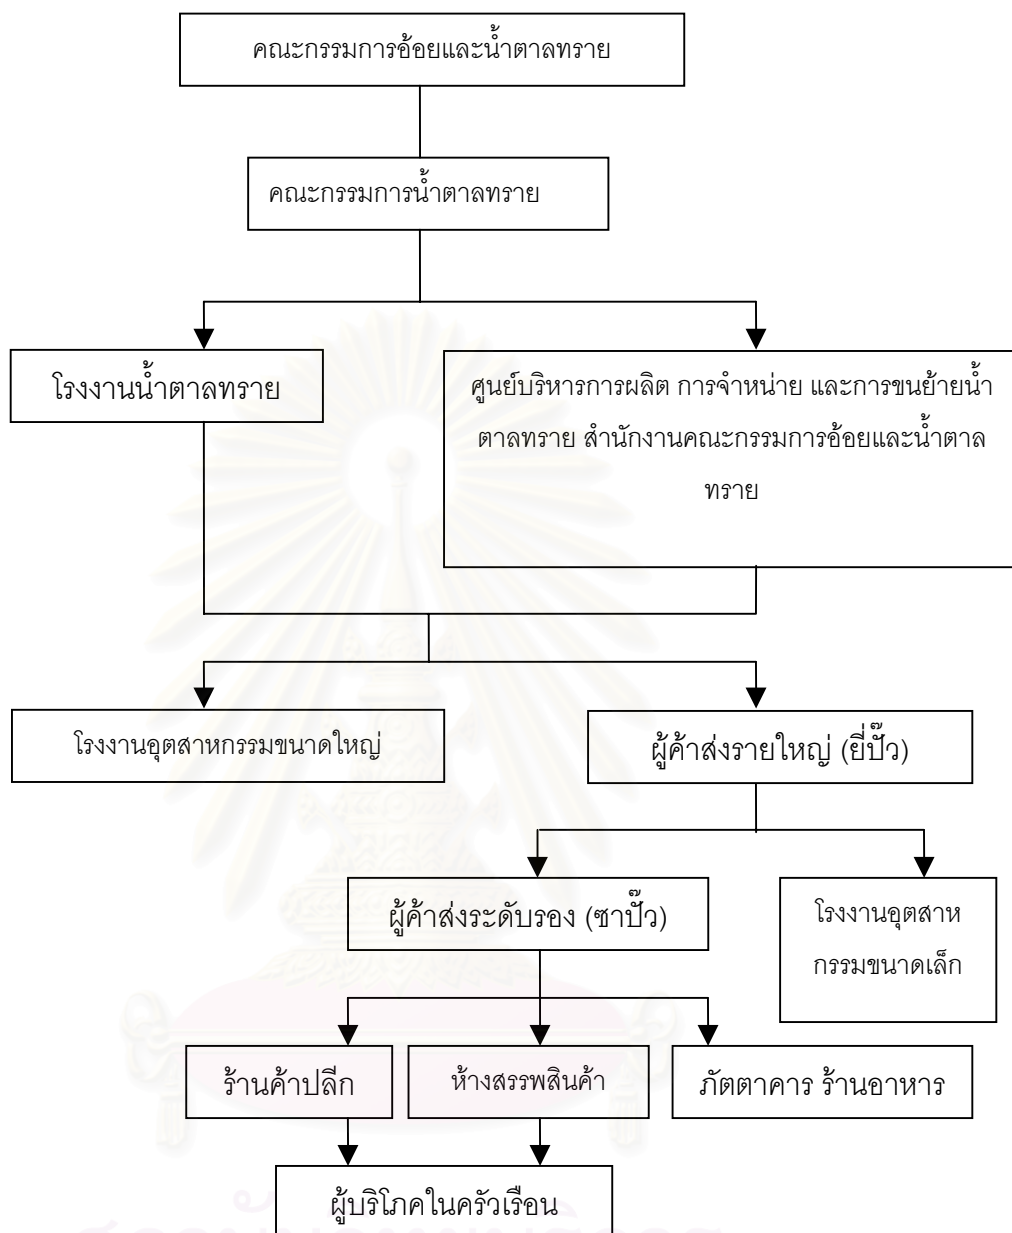 คณะกรรมการอ้อยและน้ำตาลทราย
คณะกรรมการน้ำตาลทราย
โรงงานน้ำตาลทราย
ศูนย์บริหารการผลิต การจำหน่าย และการขนย้ายน้ำ
ตาลทราย สำนักงานคณะกรรมการอ้อยและน้ำตาล
ทราย
โรงงานอุตสาหกรรมขนาดใหญ่
ผู้ค้าส่งรายใหญ่ (ยี่ปั๊ว)
ผู้ค้าส่งระดับรอง (ซาปั๊ว)
โรงงานอุตสาห
กรรมขนาดเล็ก
ร้านค้าปลีก
ห้างสรรพสินค้า
ภัตตาคาร ร้านอาหาร
ผู้บริโภคในครัวเรือน